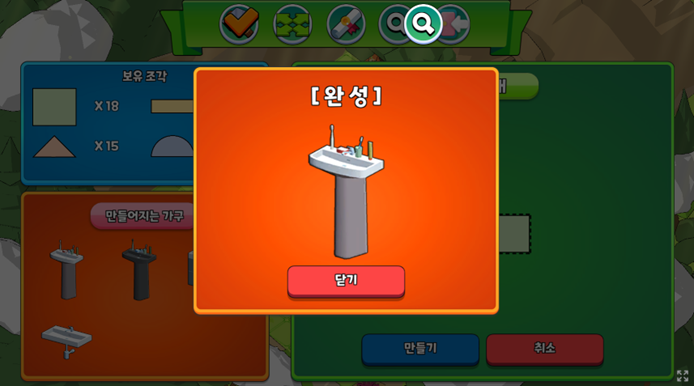 보유 조각
X 18
X 15
만들어지는 가구
[ 완 성 ]
닫기
만들기
취소